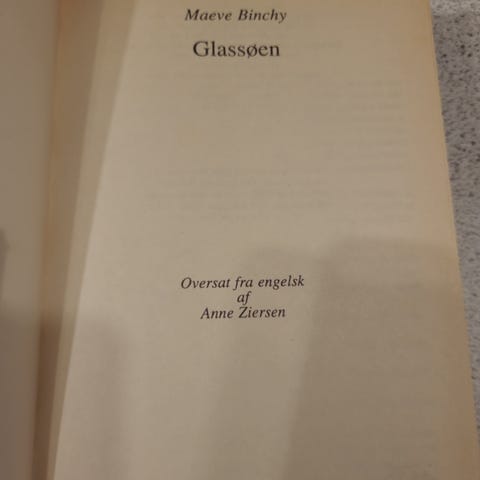 Maeve Binchy
Glassøen
Oversat fra engelsk
af
Anne Ziersen